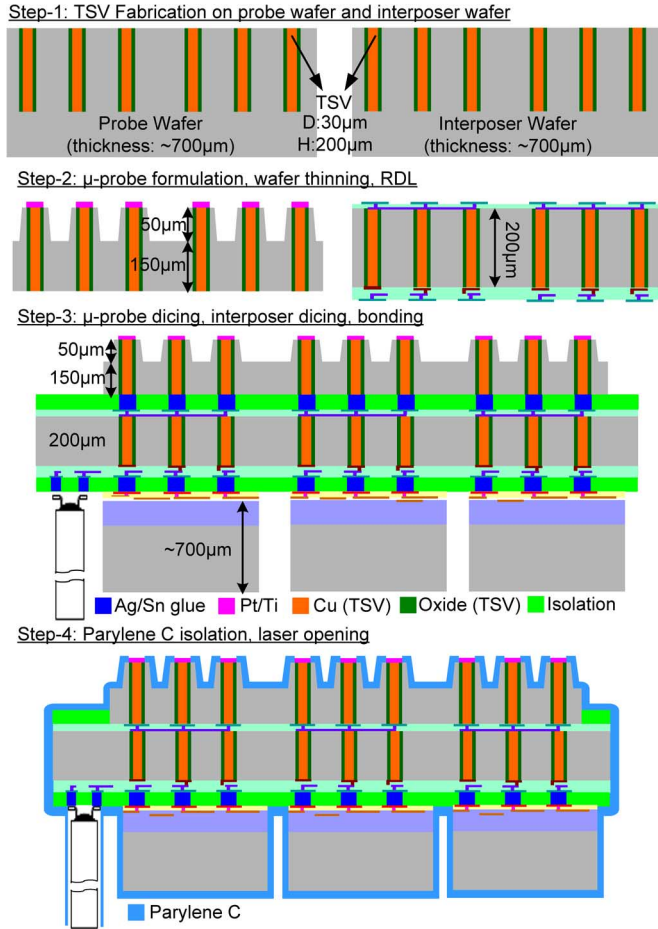 Step-1: TSV Fabrication on probe wafer and interposer wafer
TSV
D:30µm
H:200µm
Probe Wafer
(thickness: ~700µm)
Interposer Wafer
(thickness: ~700µm)
Step-2: µ-probe formulation, wafer thinning, RDL
50µm
150µm
200µm
Step-3: µ-probe dicing, interposer dicing, bonding
50µm
150µm
200µm
~700µm
Ag/Sn glue
Pt/Ti
Cu (TSV)
Oxide (TSV)
Isolation
Step-4: Parylene C isolation, laser opening
Parylene C